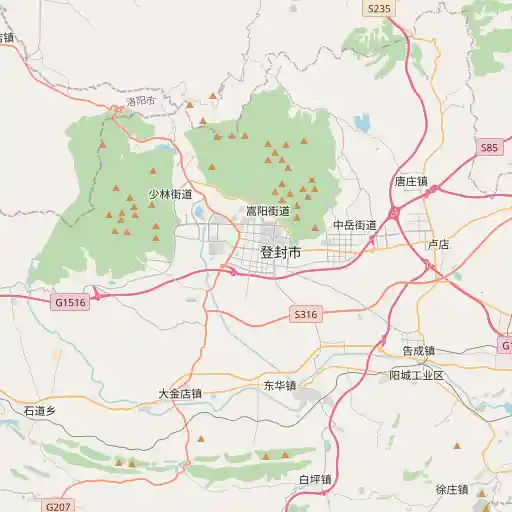 S235
镇
洛阳市
S85
唐庄镇
少林街道
嵩阳街道
中岳街道
卢店
登封市
G1516
S316
G1
告成镇
阳城工业区
东华镇
大金店镇
石道乡
白坪镇
徐庄镇
G207